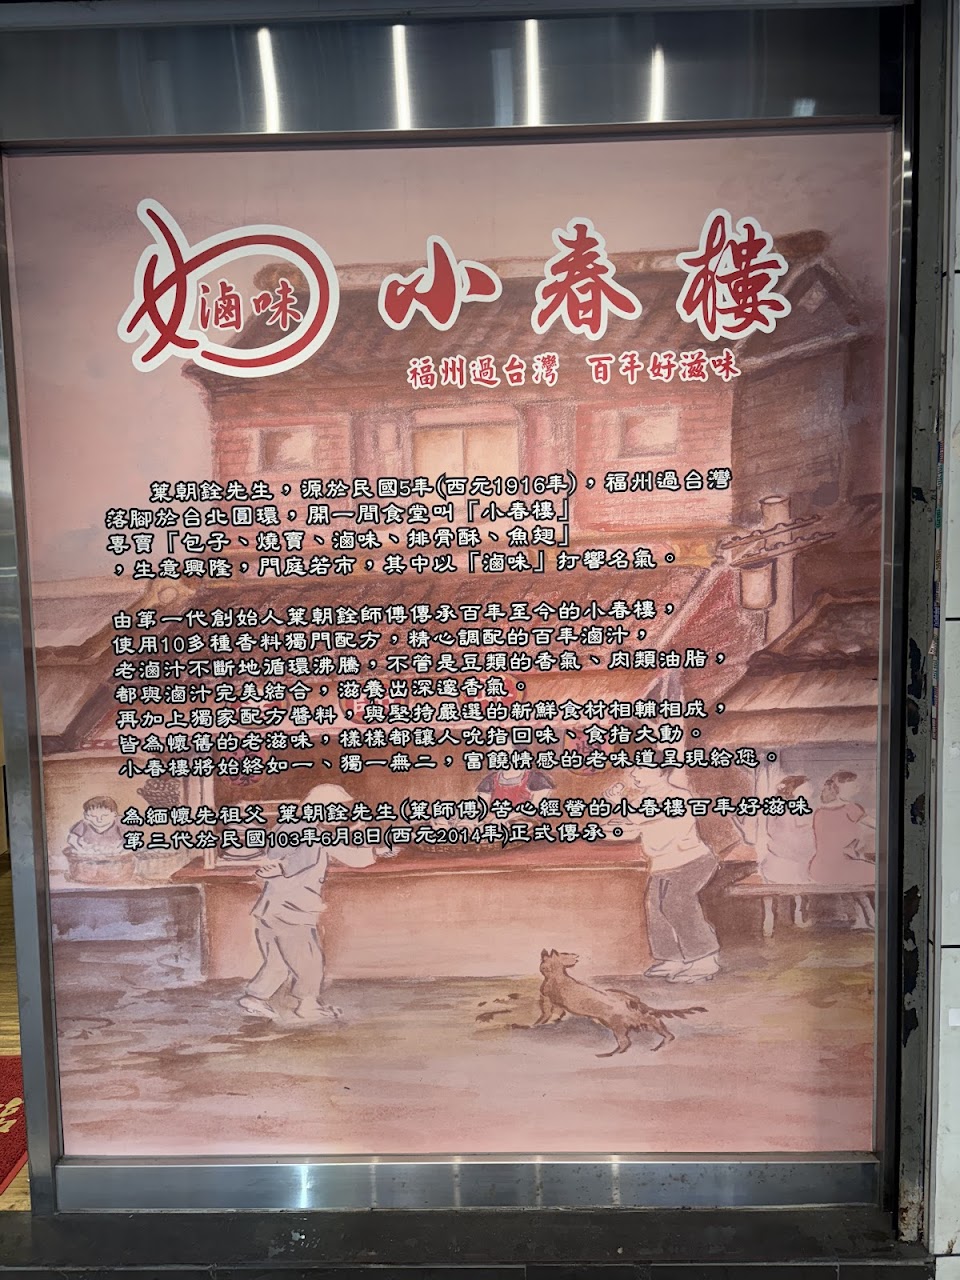 滷味 小春樓
福州過台灣 百年好滋味
葉朝銓先生，源於民國5年(西元1916年)，福州過台灣
落腳於台北圓環，開一間食堂叫「小春樓」
專賣「包子、燒賣、滷味、排骨酥、魚翅」
，生意興隆，門庭若市，其中以「滷味」打響名氣。
由第一代創始人葉朝銓師傅傳承百年至今的小春樓，
使用10多種香料獨門配方，精心調配的百年滷汁，
老滷汁不斷地循環沸騰，不管是豆類的香氣、肉類油脂，
都與滷汁完美結合，滋養出深邃香氣。
再加上獨家配方醬料，與堅持嚴選的新鮮食材相輔相成，
皆為懷舊的老滋味，樣樣都讓人吮指回味、食指大動。
小春樓將始終如一、獨一無二，富饒情感的老味道呈現給您。
為緬懷先祖父 葉朝銓先生(葉師傅)苦心經營的小春樓百年好滋味
第三代於民國103年6月8日(西元2014年)正式傳承。